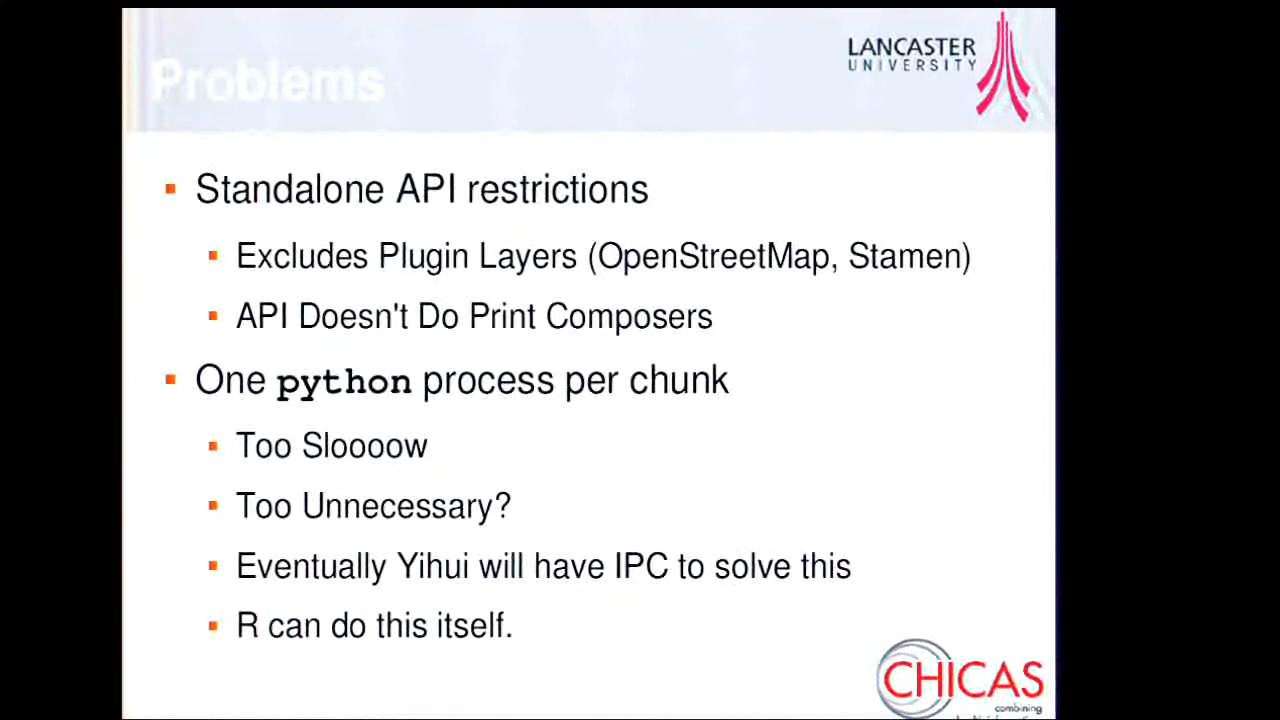 Problems
LANCASTER
UNIVERSITY
Standalone API restrictions
Excludes Plugin Layers (OpenStreetMap, Stamen)
API Doesn't Do Print Composers
One python process per chunk
Too Sloooow
Too Unnecessary?
Eventually Yihui will have IPC to solve this
R can do this itself.
CHICAS
combining